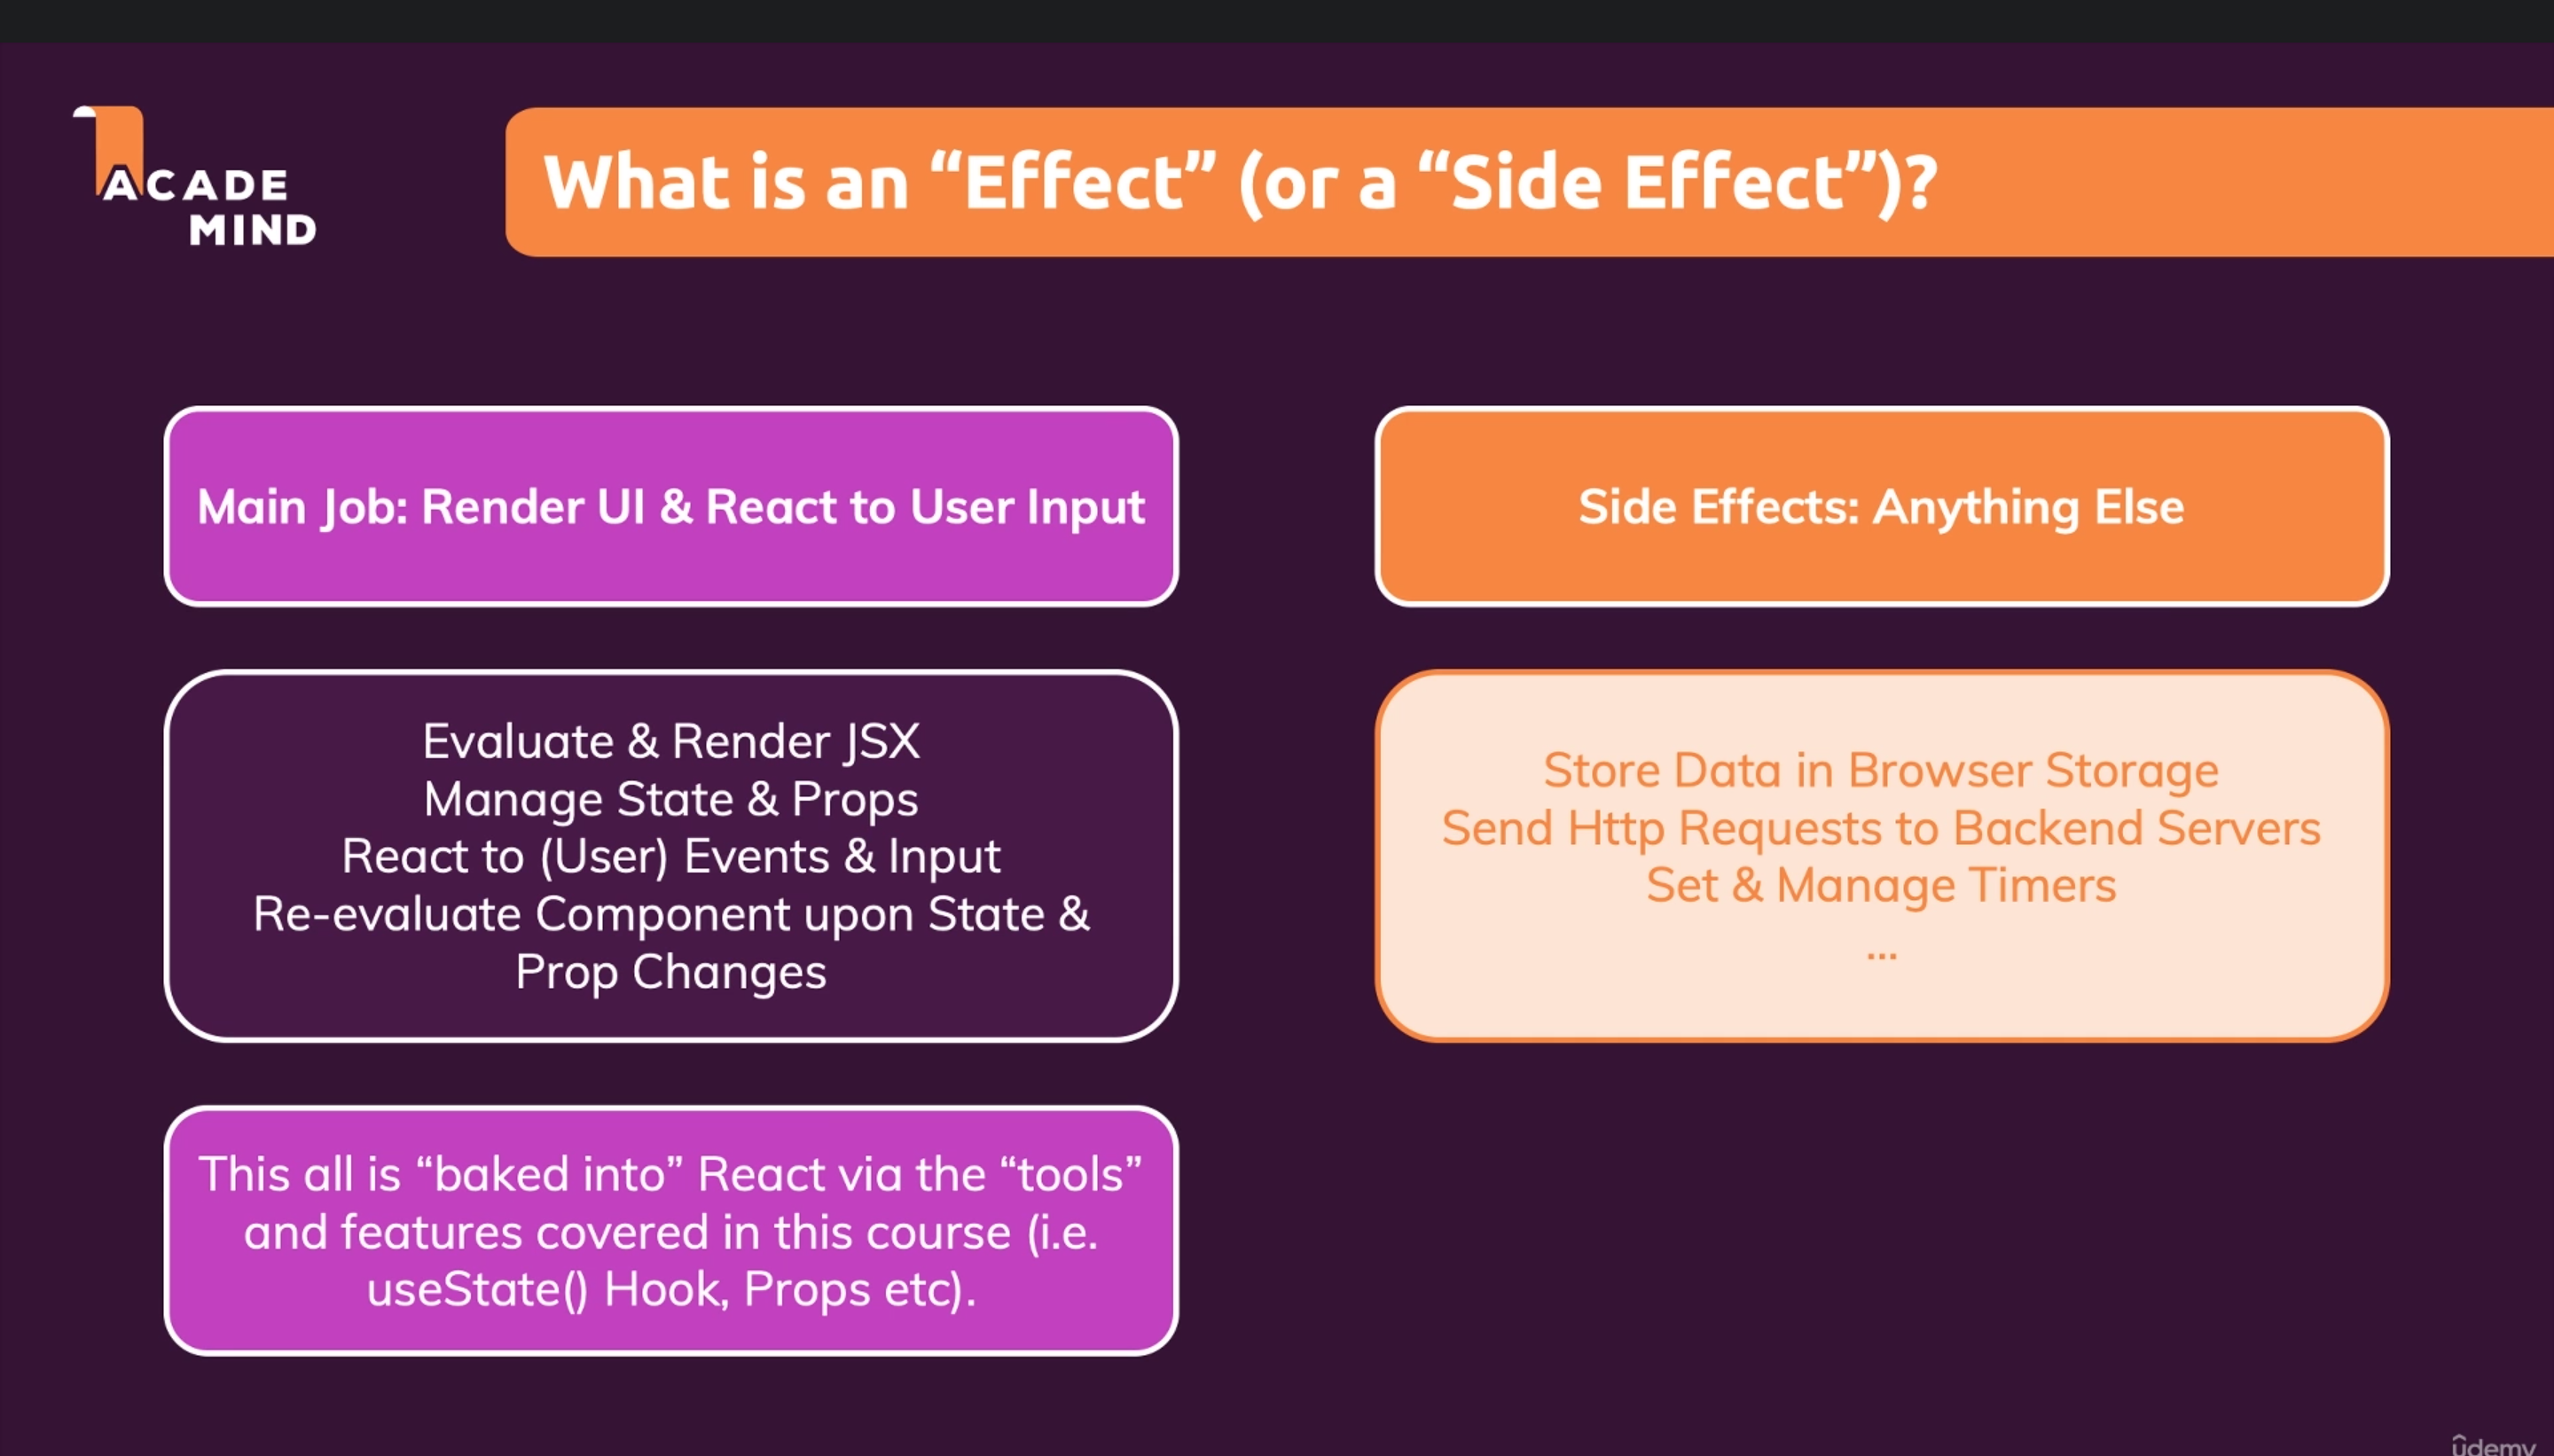 ACADE
MIND
What is an “Effect” (or a “Side Effect”)?
Main Job: Render UI & React to User Input
Side Effects: Anything Else
Evaluate & Render JSX
Manage State & Props
React to (User) Events & Input
Re-evaluate Component upon State &
Prop Changes
Store Data in Browser Storage
Send Http Requests to Backend Servers
Set & Manage Timers
...
This all is “baked into” React via the “tools”
and features covered in this course (i.e.
useState() Hook, Props etc).
ûdemy